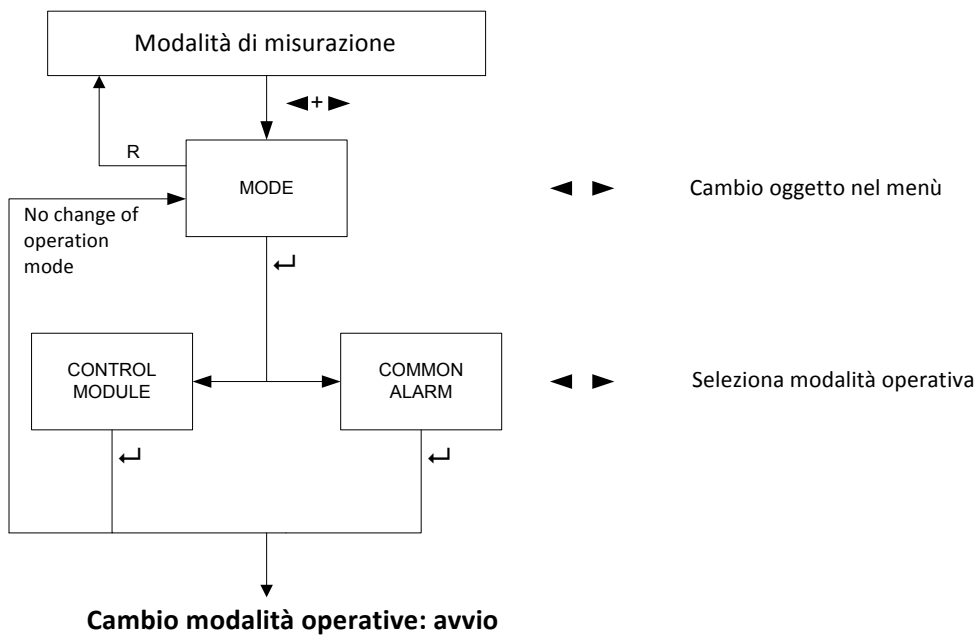 Modalità di misurazione
◄+►
R
MODE
◄ ► Cambio oggetto nel menù
No change of
operation
mode
↵
CONTROL
MODULE
COMMON
ALARM
◄ ► Seleziona modalità operativa
↵
↵
Cambio modalità operative: avvio